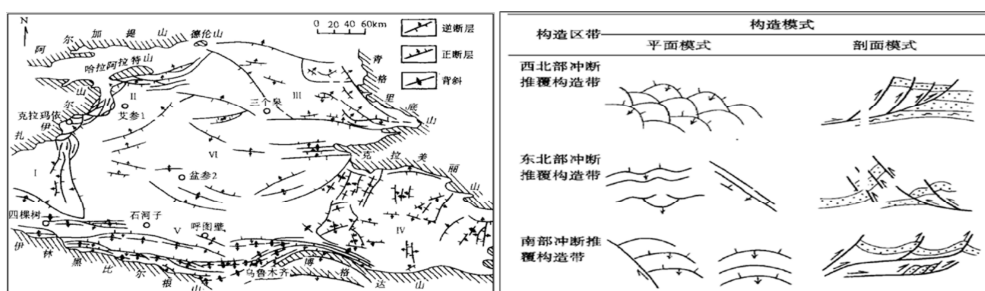 N
0 20 40 60km
逆断层
正断层
背斜
阿尔加提山
德伦山
哈拉阿拉特山
青格里底山
克拉玛依
扎伊尔山
艾参1
三个泉
克拉美丽山
盆参2
四棵树
石河子
呼图壁
乌鲁木齐
伊林黑比尔根山
博格达山
I
II
III
IV
V
VI
构造区带
构造模式
平面模式
剖面模式
西北部冲断
推覆构造带
东北部冲断
推覆构造带
南部冲断推
覆构造带